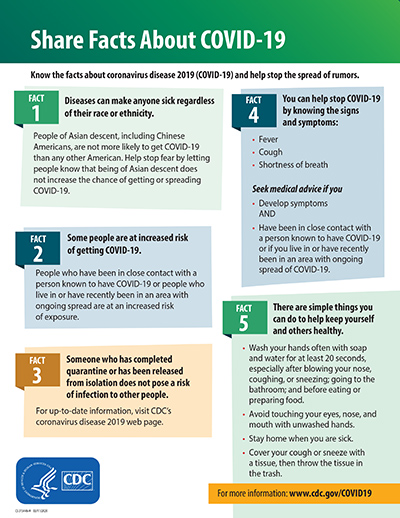 Share Facts About COVID-19
Know the facts about coronavirus disease 2019 (COVID-19) and help stop the spread of rumors.
FACT
1
Diseases can make anyone sick regardless
of their race or ethnicity.
People of Asian descent, including Chinese
Americans, are not more likely to get COVID-19
than any other American. Help stop fear by letting
people know that being of Asian descent does
not increase the chance of getting or spreading
COVID-19.
FACT
2
Some people are at increased risk
of getting COVID-19.
People who have been in close contact with a
person known to have COVID-19 or people who
live in or have recently been in an area with
ongoing spread are at an increased risk
of exposure.
FACT
3
Someone who has completed
quarantine or has been released
from isolation does not pose a risk
of infection to other people.
For up-to-date information, visit CDC's
coronavirus disease 2019 web page.
FACT
4
You can help stop COVID-19
by knowing the signs
and symptoms:
• Fever
• Cough
• Shortness of breath
Seek medical advice if you
• Develop symptoms
AND
• Have been in close contact with
a person known to have COVID-19
or if you live in or have recently
been in an area with ongoing
spread of COVID-19.
FACT
5
There are simple things you
can do to help keep yourself
and others healthy.
• Wash your hands often with soap
and water for at least 20 seconds,
especially after blowing your nose,
coughing, or sneezing; going to the
bathroom; and before eating or
preparing food.
• Avoid touching your eyes, nose, and
mouth with unwashed hands.
• Stay home when you are sick.
• Cover your cough or sneeze with
a tissue, then throw the tissue in
the trash.
CDC
For more information: www.cdc.gov/COVID19